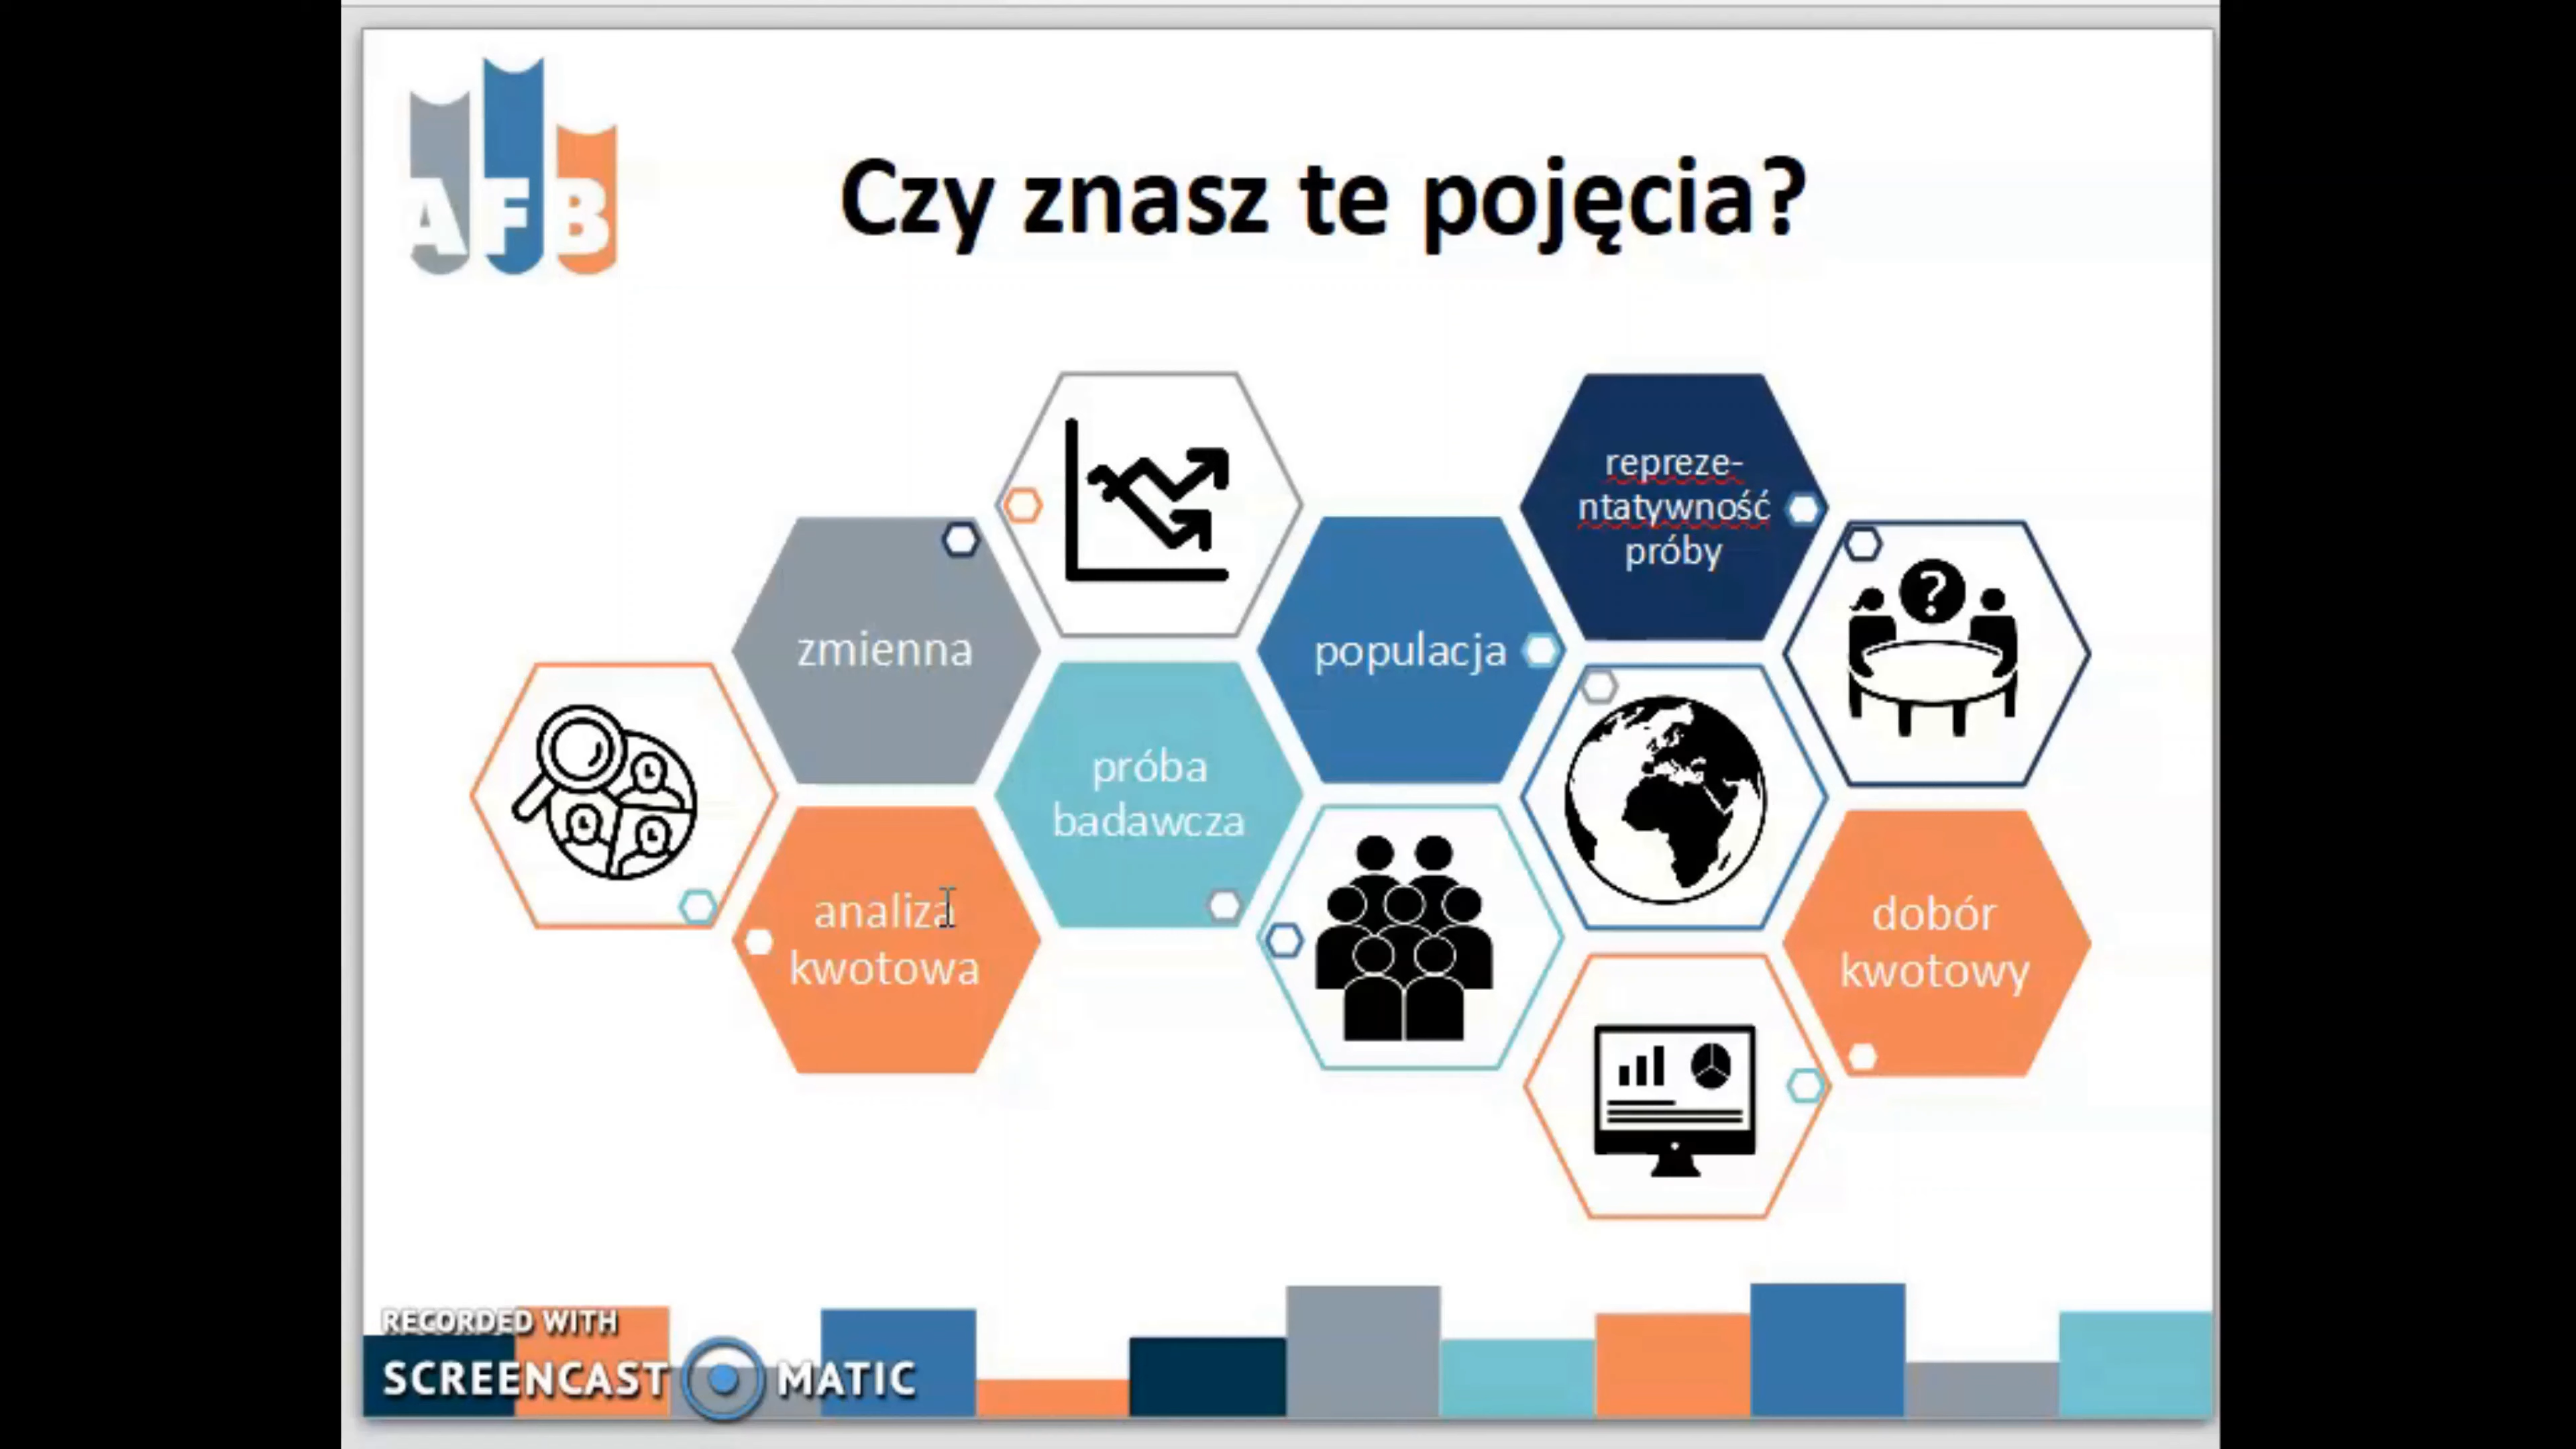 AFB
Czy znasz te pojęcia?
repreze-
ntatywność
próby
zmienna
populacja
próba
badawcza
analiza
kwotowa
dobór
kwotowy
?
RECORDED WITH
SCREENCAST MATIC